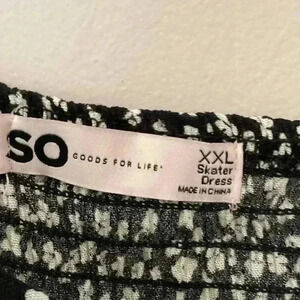 SO GOODS FOR LIFE
XXL
Skater
Dress
MADE IN CHINA